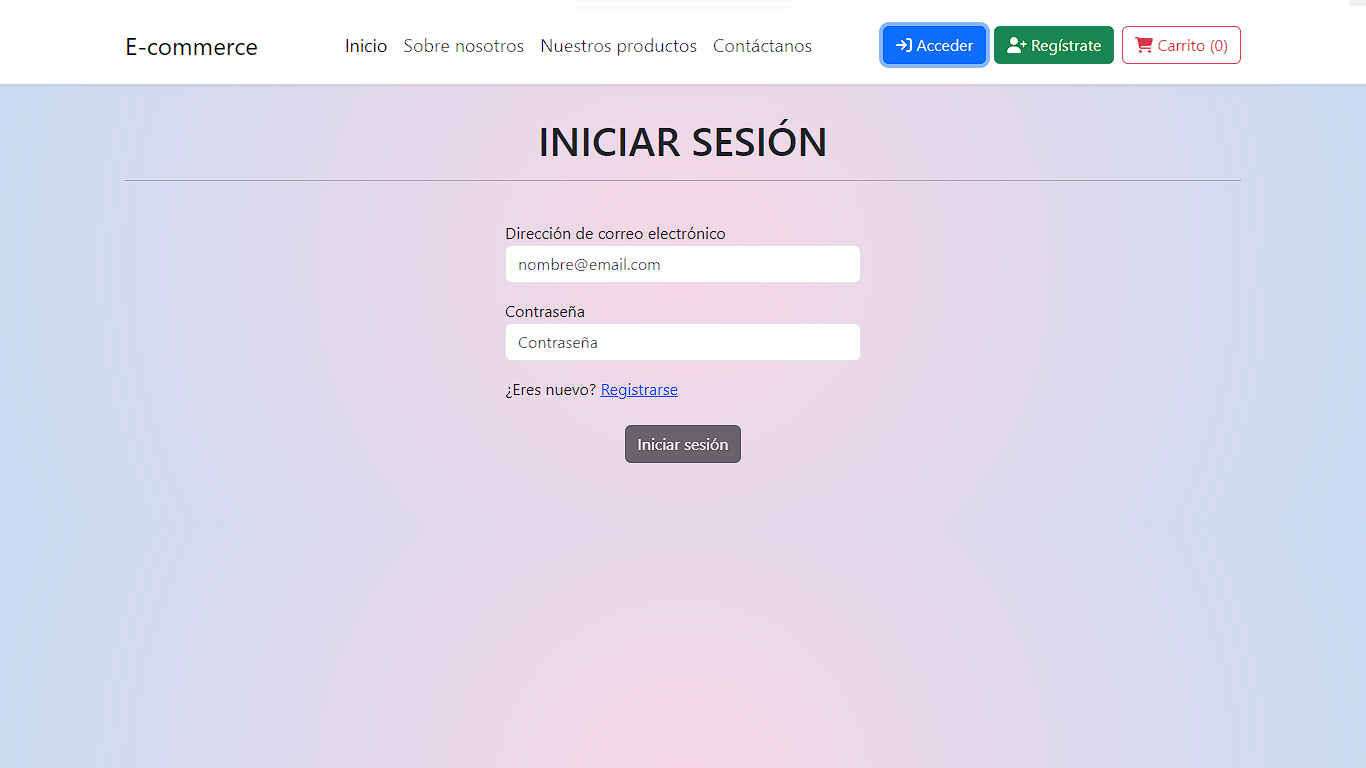 E-commerce Inicio Sobre nosotros Nuestros productos Contáctanos Acceder Regístrate Carrito (0)
INICIAR SESIÓN
Dirección de correo electrónico
nombre@email.com
Contraseña
Contraseña
¿Eres nuevo? Registrarse
Iniciar sesión